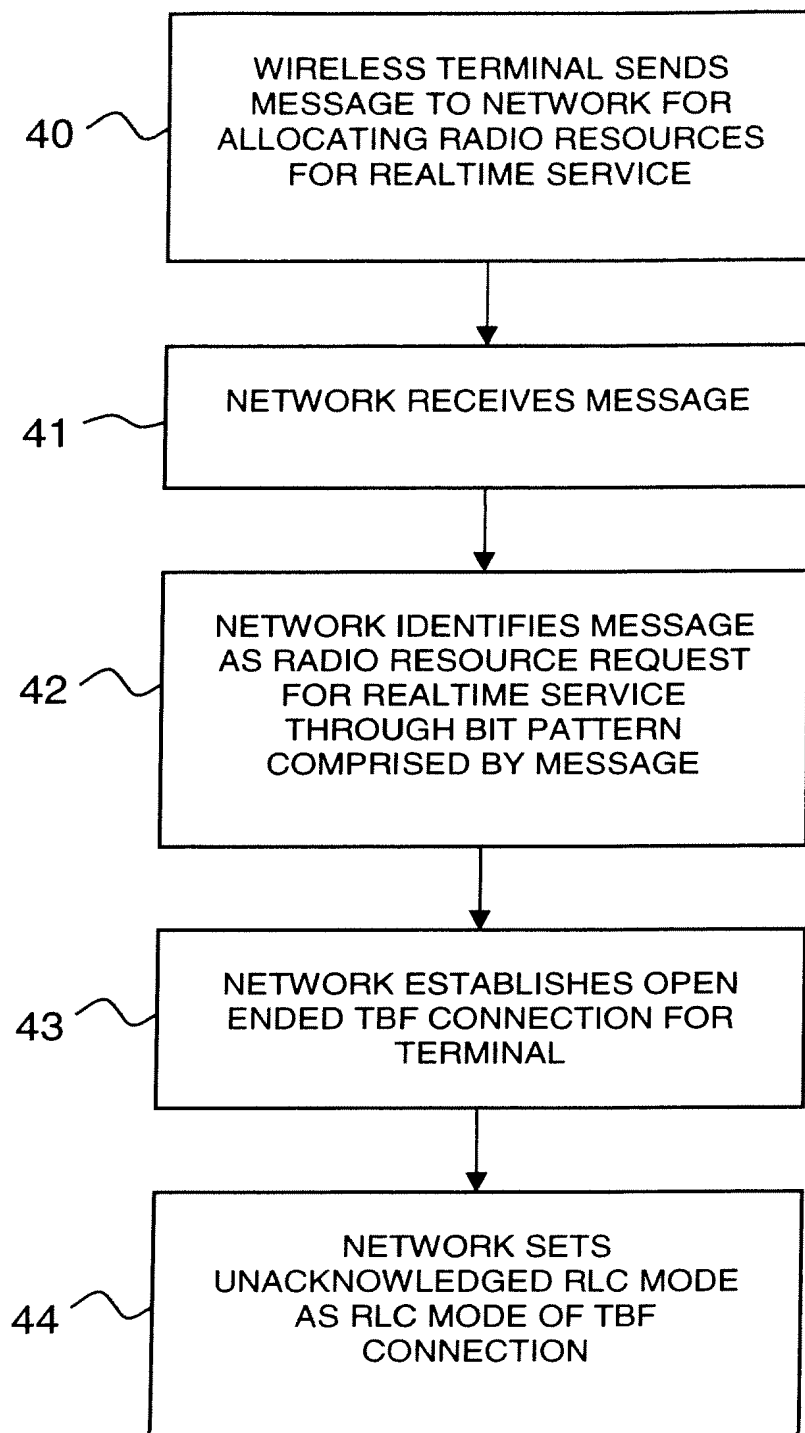 WIRELESS TERMINAL SENDS
MESSAGE TO NETWORK FOR
ALLOCATING RADIO RESOURCES
FOR REALTIME SERVICE
40
NETWORK RECEIVES MESSAGE
41
NETWORK IDENTIFIES MESSAGE
AS RADIO RESOURCE REQUEST
FOR REALTIME SERVICE
THROUGH BIT PATTERN
COMPRISED BY MESSAGE
42
NETWORK ESTABLISHES OPEN
ENDED TBF CONNECTION FOR
TERMINAL
43
NETWORK SETS
UNACKNOWLEDGED RLC MODE
AS RLC MODE OF TBF
CONNECTION
44